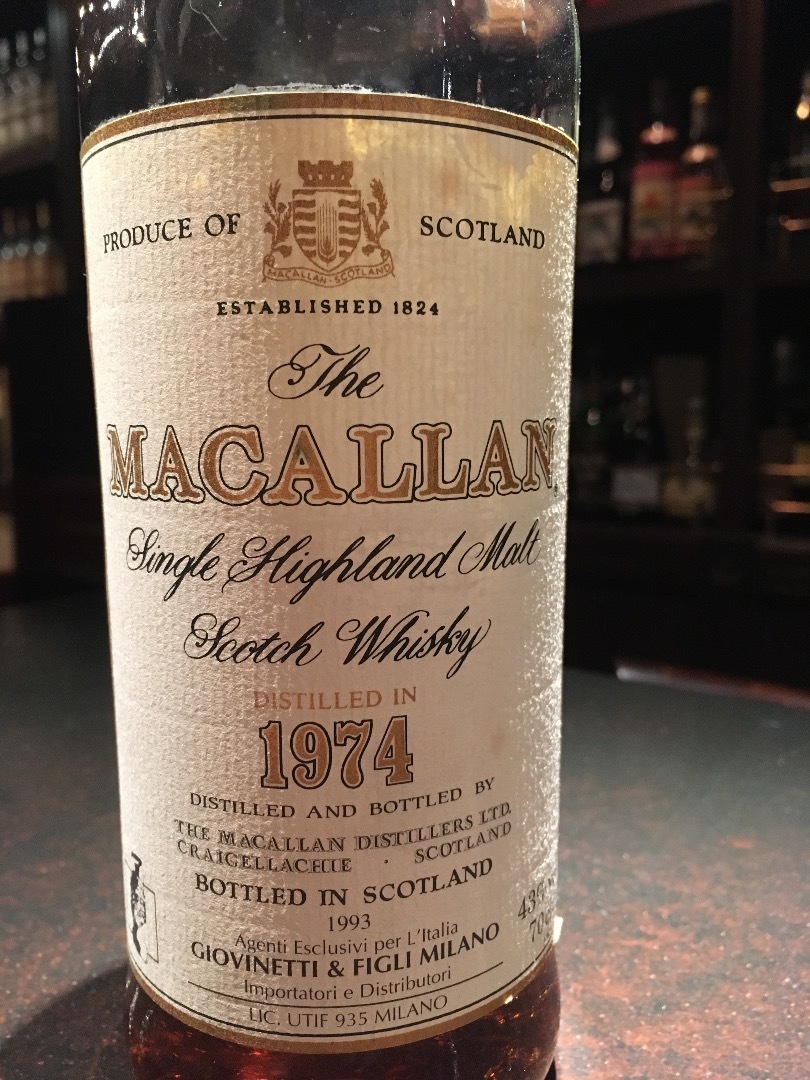 PRODUCE OF SCOTLAND
MACALLAN·SCOTLAND
ESTABLISHED 1824
The
MACALLAN
Single Highland Malt
Scotch Whisky
DISTILLED IN
1974
DISTILLED AND BOTTLED BY
THE MACALLAN DISTILLERS LTD.
CRAIGELLACHIE · SCOTLAND
BOTTLED IN SCOTLAND
1993
43%
70
Agenti Esclusivi per L'Italia
GIOVINETTI & FIGLI MILANO
Importatori e Distributori
LIC. UTIF 935 MILANO